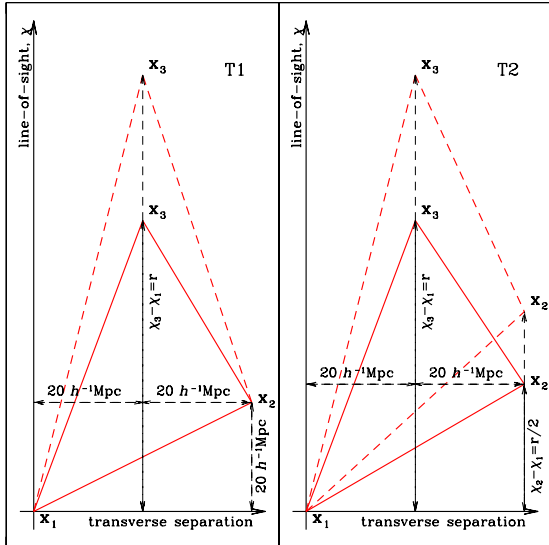 line-of-sight, χ
x₃
T1
x₃
χ₃-χ₁=r
20 h⁻¹Mpc
20 h⁻¹Mpc
x₂
20 h⁻¹Mpc
x₁
transverse separation
line-of-sight, χ
x₃
T2
x₃
χ₃-χ₁=r
x₂
20 h⁻¹Mpc
20 h⁻¹Mpc
x₂
χ₂-χ₁=r/2
x₁
transverse separation